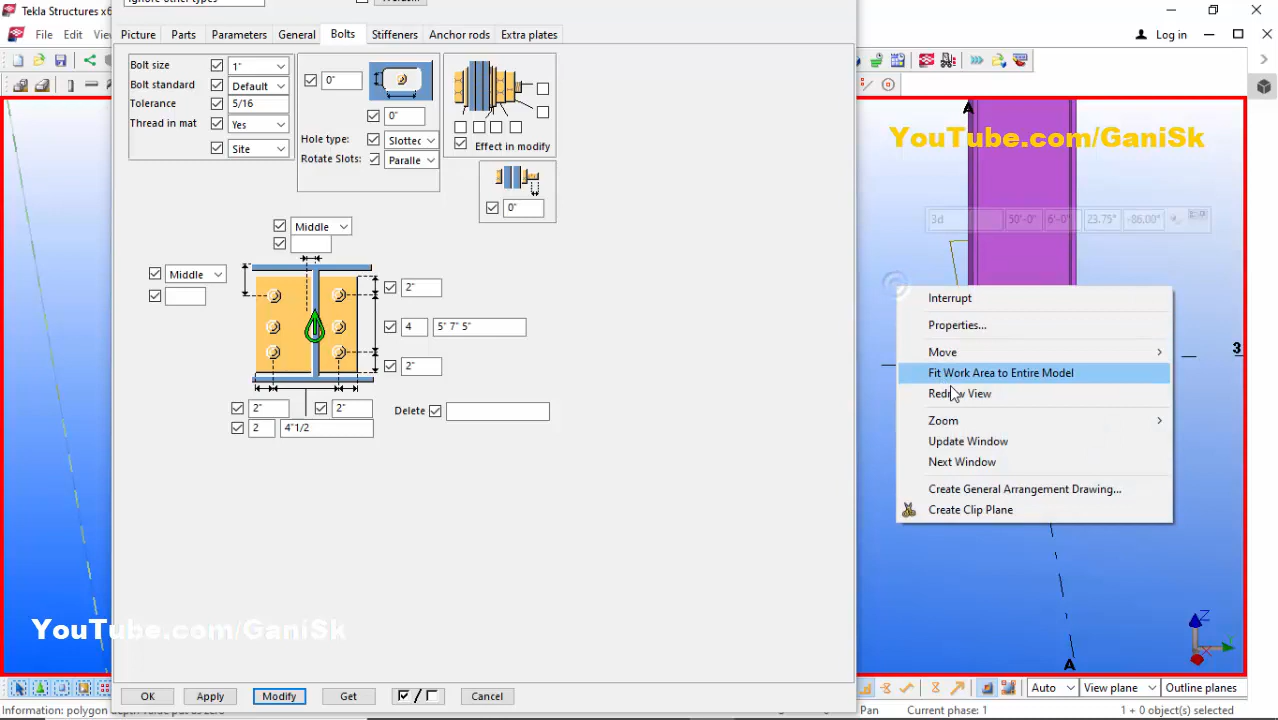 Tekla Structures x6
Ignore other types
Log in
File Edit
Picture Parts Parameters General Bolts Stiffeners Anchor rods Extra plates
Bolt size 1"
Bolt standard Default
Tolerance 5/16
Thread in mat Yes
Site
0"
0"
Hole type: Slottec
Rotate Slots: Paralle
Effect in modify
0"
Middle
Middle
2"
4 5" 7" 5"
2"
2" 2"
2 4"1/2
Delete
OK Apply Modify Get / Cancel
A
YouTube.com/GaniSk
3d 50'-0" 6'-0" 23.75" -86.00"
Interrupt
Properties...
Move
Fit Work Area to Entire Model
Redraw View
Zoom
Update Window
Next Window
Create General Arrangement Drawing...
Create Clip Plane
3
A
Z
YouTube.com/GaniSk
Auto View plane Outline planes
Pan Current phase: 1 1 + 0 object(s) selected